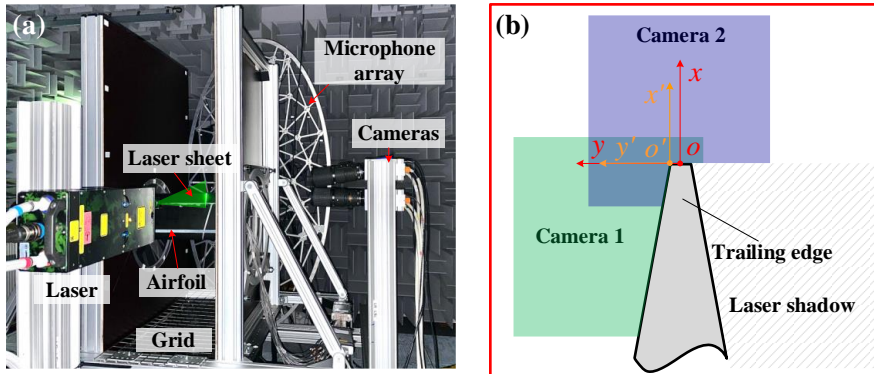 (a)
Microphone
array
Cameras
Laser sheet
Laser
Airfoil
Grid
(b)
Camera 2
x
x'
y
y'
o'
o
Camera 1
Trailing edge
Laser shadow